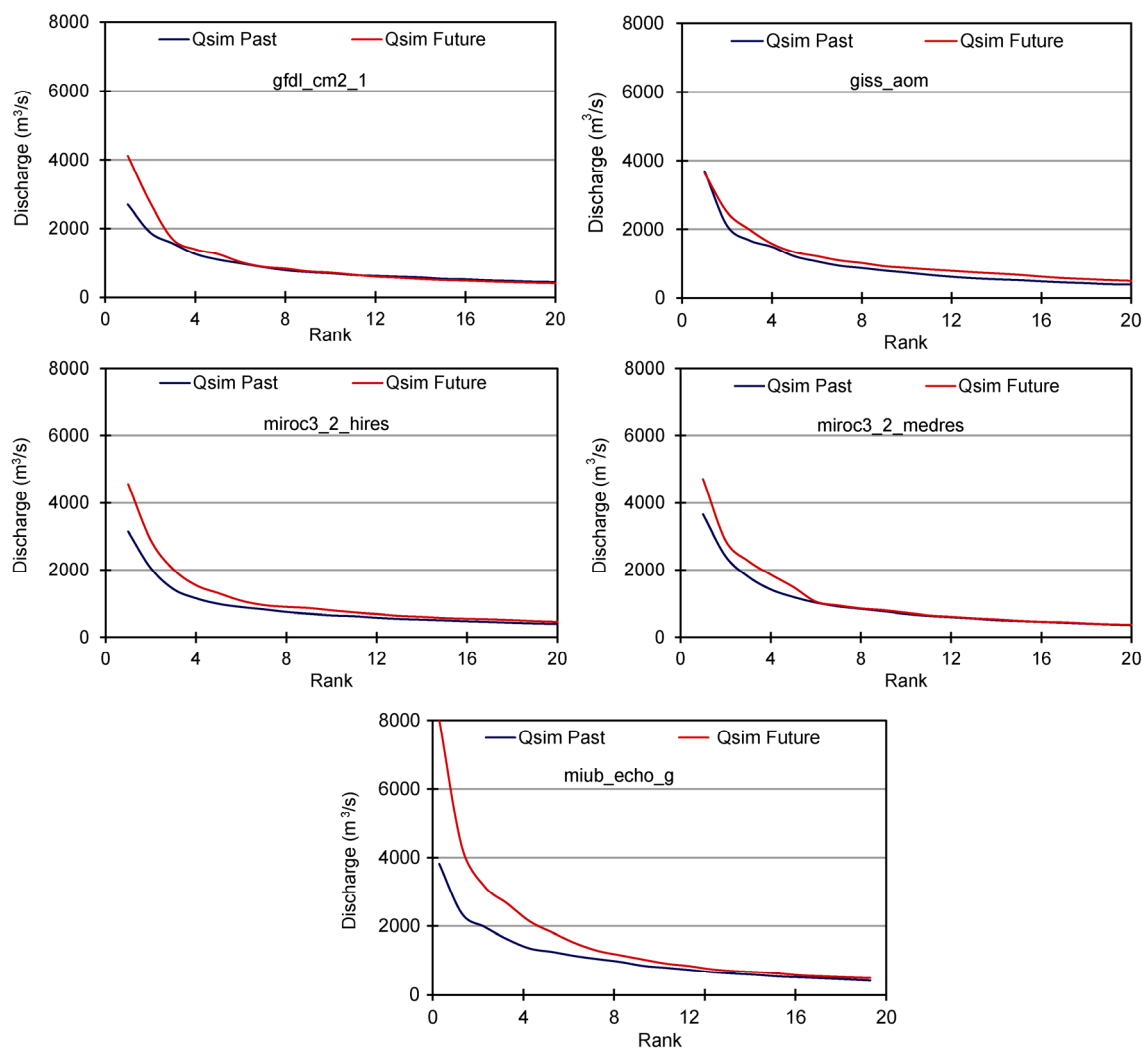 8000
6000
4000
2000
0
Discharge (m³/s)
Qsim Past
Qsim Future
gfdl_cm2_1
0
4
8
12
16
20
Rank
8000
6000
4000
2000
0
Discharge (m³/s)
Qsim Past
Qsim Future
giss_aom
0
4
8
12
16
20
Rank
8000
6000
4000
2000
0
Discharge (m³/s)
Qsim Past
Qsim Future
miroc3_2_hires
0
4
8
12
16
20
Rank
8000
6000
4000
2000
0
Discharge (m³/s)
Qsim Past
Qsim Future
miroc3_2_medres
0
4
8
12
16
20
Rank
8000
6000
4000
2000
0
Discharge (m³/s)
Qsim Past
Qsim Future
miub_echo_g
0
4
8
12
16
20
Rank